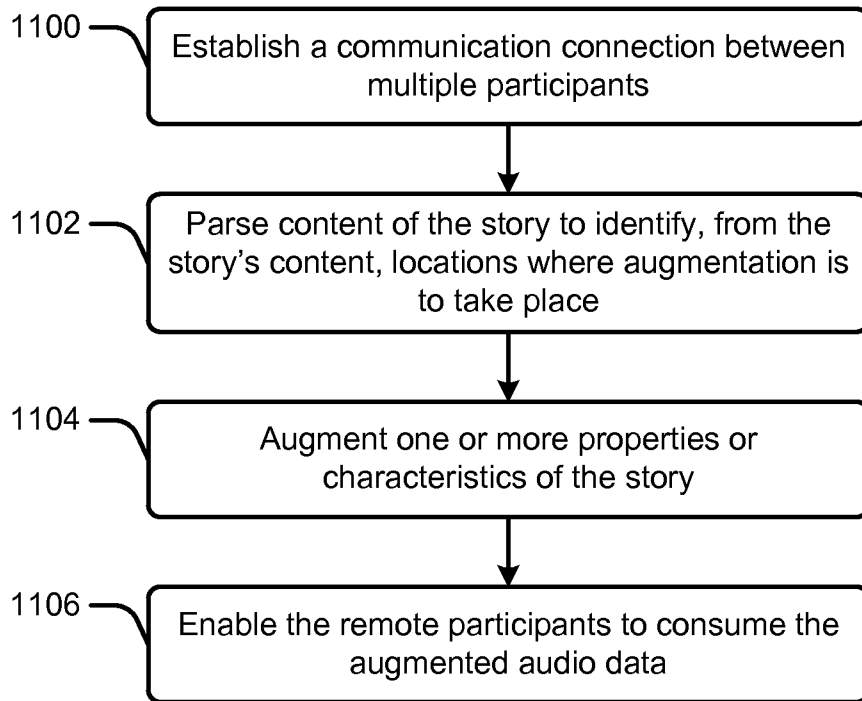 1100
Establish a communication connection between
multiple participants
1102
Parse content of the story to identify, from the
story's content, locations where augmentation is
to take place
1104
Augment one or more properties or
characteristics of the story
1106
Enable the remote participants to consume the
augmented audio data